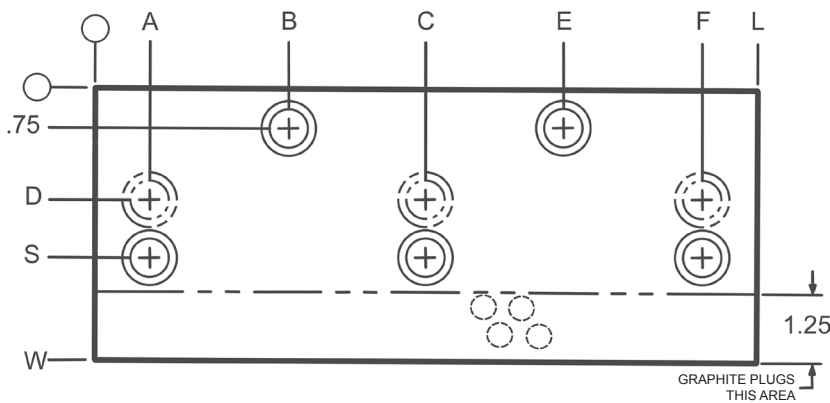 A B C E F L
.75
D
S
1.25
W
GRAPHITE PLUGS
THIS AREA